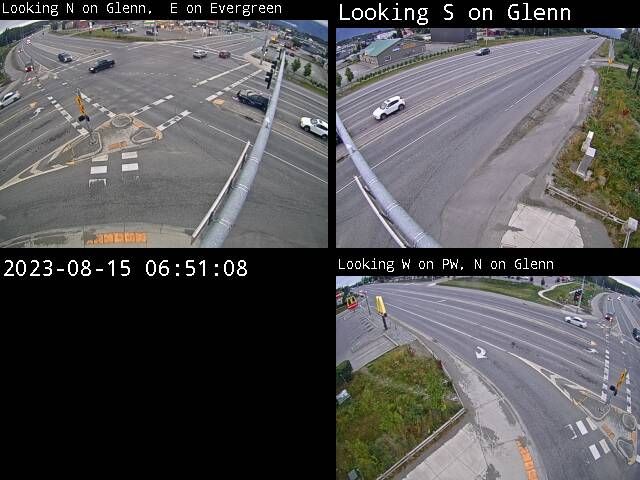 Looking N on Glenn,  E on Evergreen
Looking S on Glenn
2023-08-15 06:51:08
Looking W on PW, N on Glenn